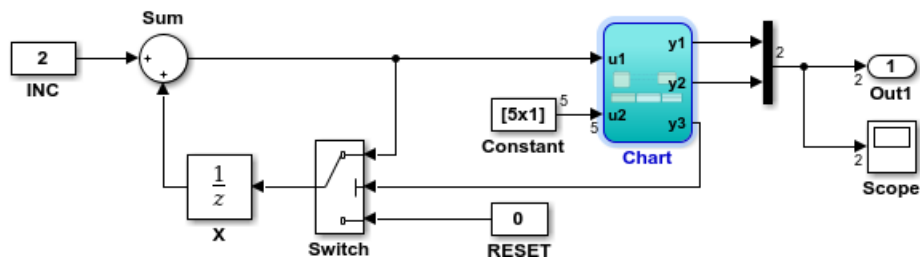 Sum
2
INC
+
+
u1
y1
y2
u2
y3
Chart
[5x1]
5
5
Constant
2
1
2
Out1
2
Scope
1
z
X
Switch
0
RESET